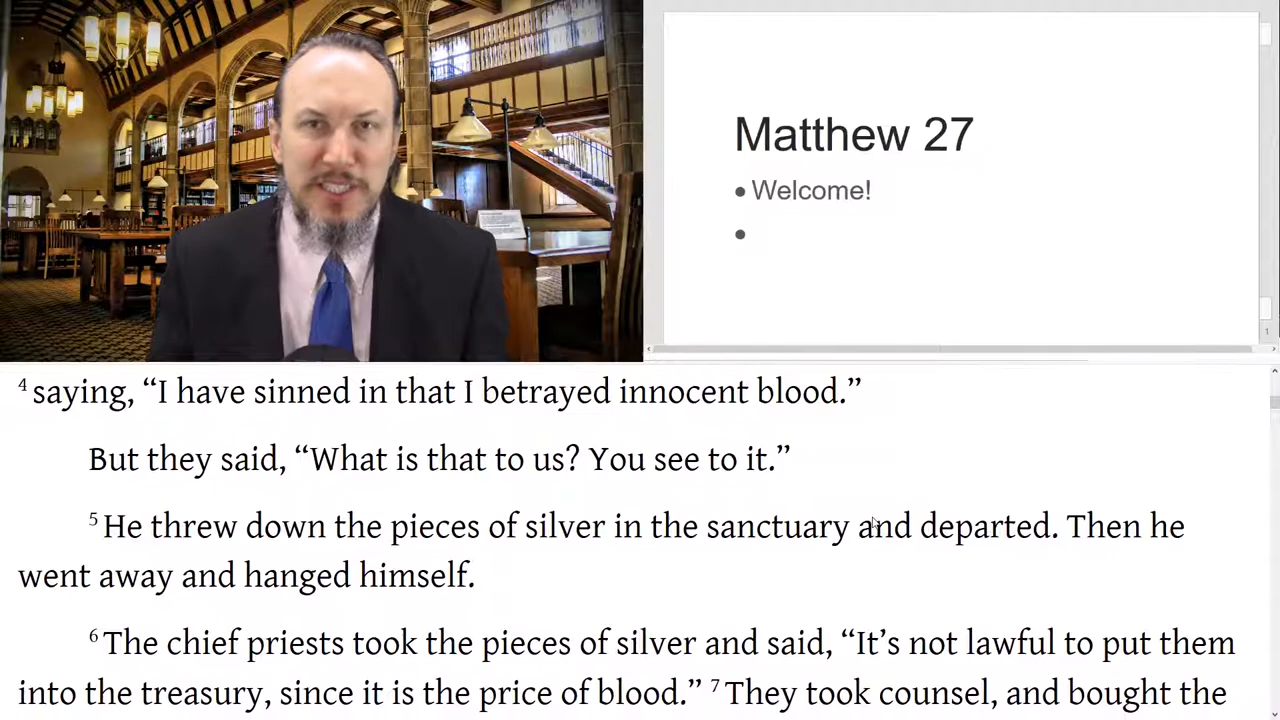 Matthew 27
• Welcome!
•
1
4 saying, “I have sinned in that I betrayed innocent blood.”
But they said, “What is that to us? You see to it.”
5 He threw down the pieces of silver in the sanctuary and departed. Then he
went away and hanged himself.
6 The chief priests took the pieces of silver and said, “It’s not lawful to put them
into the treasury, since it is the price of blood.” 7 They took counsel, and bought the